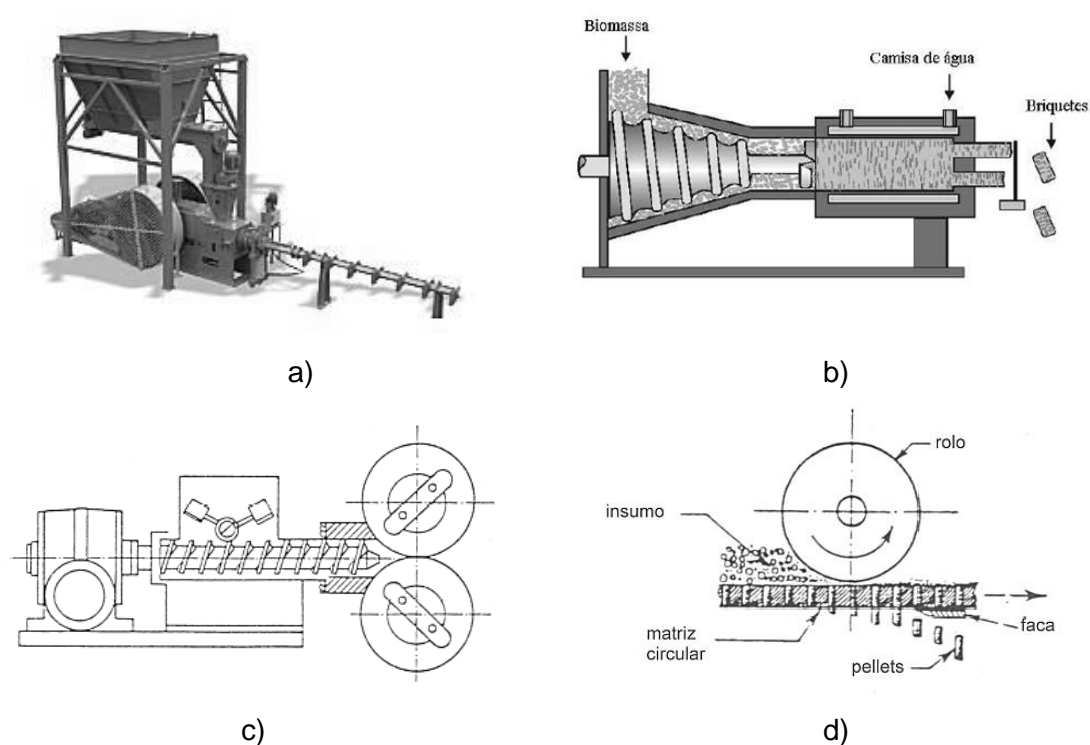 Biomassa
Camisa de água
Briquetes
a)
b)
rolo
insumo
matriz
circular
faca
pellets
c)
d)